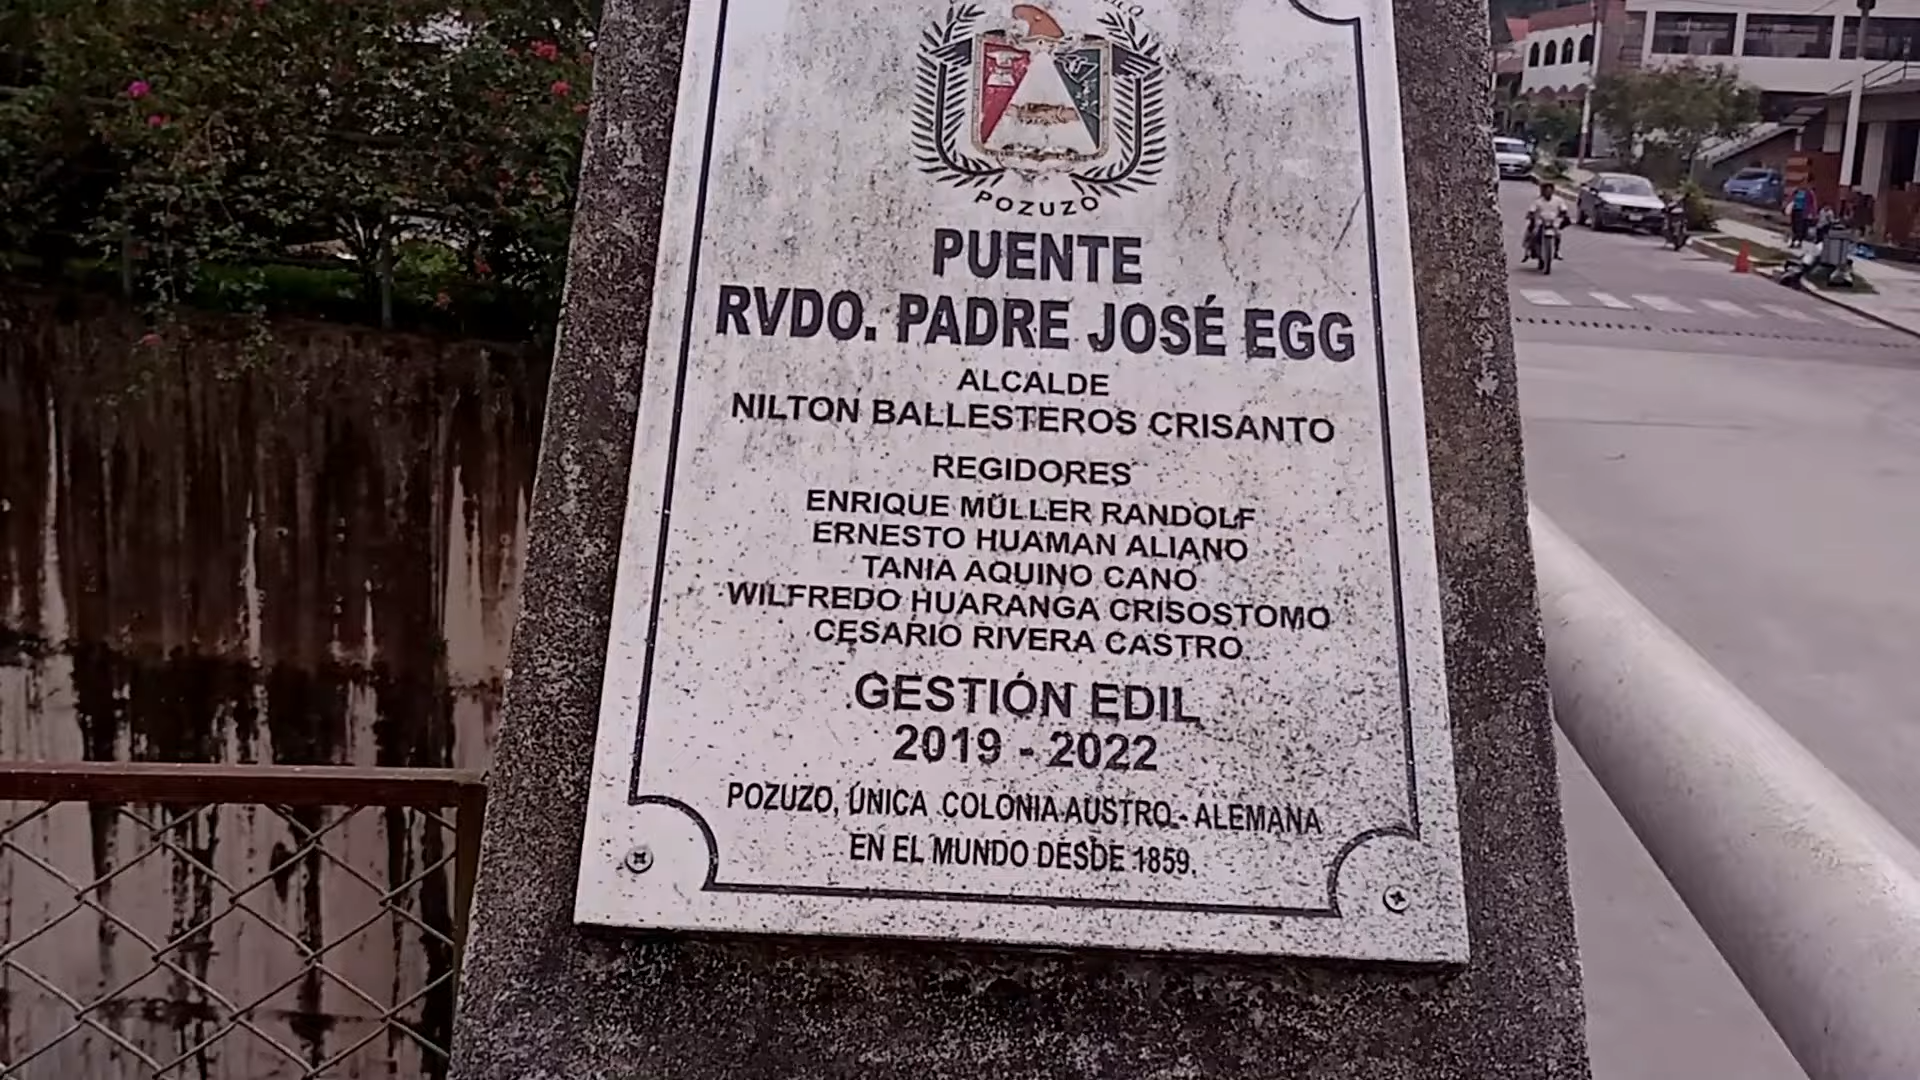 POZUZO
PUENTE
RVDO. PADRE JOSÉ EGG
ALCALDE
NILTON BALLESTEROS CRISANTO
REGIDORES
ENRIQUE MÜLLER RANDOLF
ERNESTO HUAMAN ALIANO
TANIA AQUINO CANO
WILFREDO HUARANGA CRISOSTOMO
CESARIO RIVERA CASTRO
GESTIÓN EDIL
2019 - 2022
POZUZO, ÚNICA COLONIA AUSTRO - ALEMANA
EN EL MUNDO DESDE 1859.